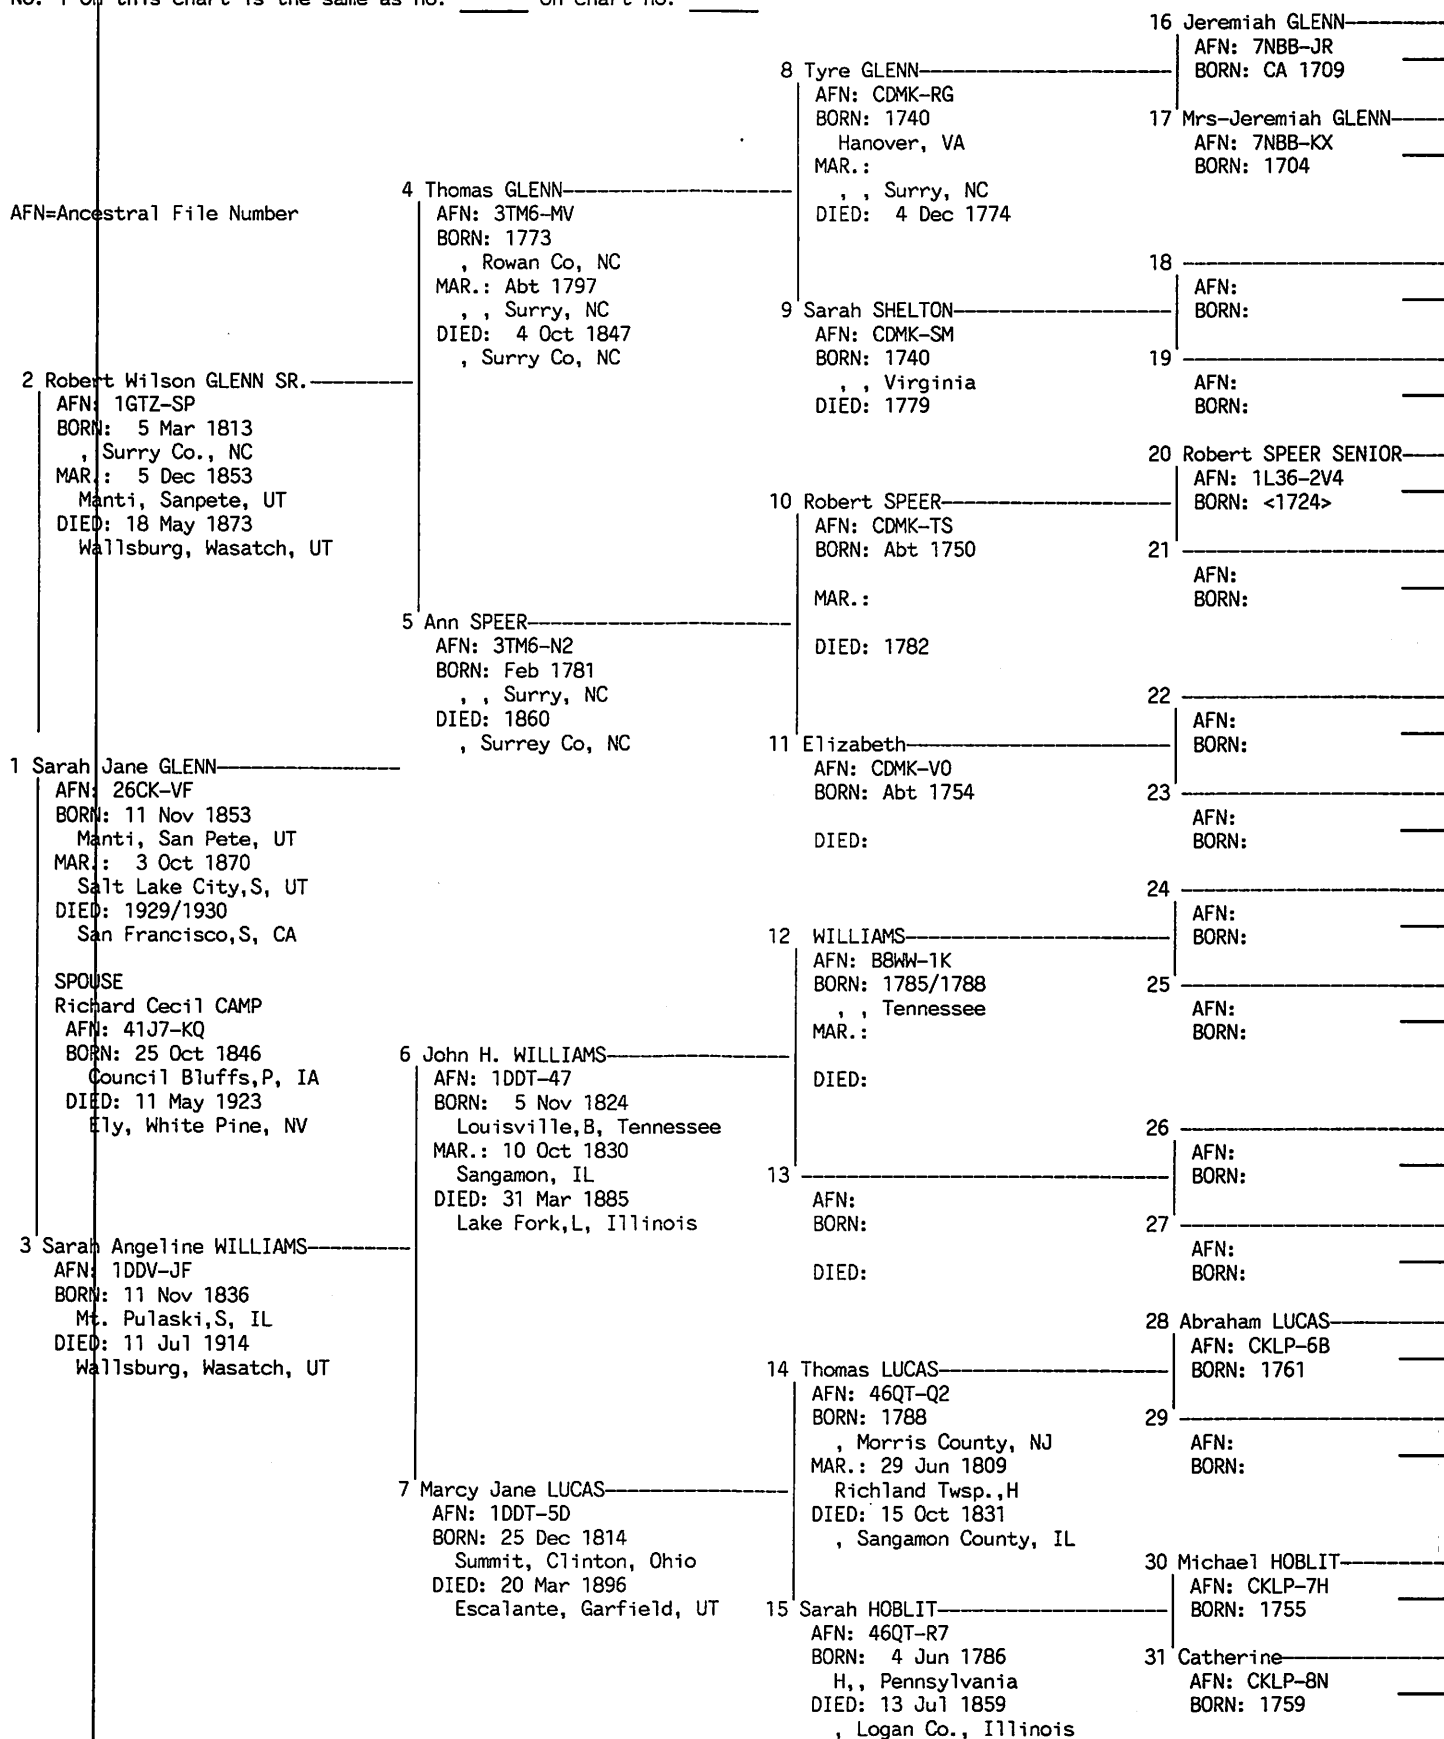 No. 1 on this chart is the same as no. _____ on chart no. _____
16 Jeremiah GLENN
AFN: 7NBB-JR
BORN: CA 1709
8 Tyre GLENN
AFN: CDMK-RG
BORN: 1740
Hanover, VA
MAR.:
, , Surry, NC
DIED: 4 Dec 1774
17 Mrs-Jeremiah GLENN
AFN: 7NBB-KX
BORN: 1704
4 Thomas GLENN
AFN: 3TM6-MV
BORN: 1773
, Rowan Co, NC
MAR.: Abt 1797
, , Surry, NC
DIED: 4 Oct 1847
, Surry Co, NC
AFN=Ancestral File Number
18
AFN:
BORN:
9 Sarah SHELTON
AFN: CDMK-SM
BORN: 1740
, , Virginia
DIED: 1779
19
AFN:
BORN:
2 Robert Wilson GLENN SR.
AFN: 1GTZ-SP
BORN: 5 Mar 1813
, Surry Co., NC
MAR.: 5 Dec 1853
Manti, Sanpete, UT
DIED: 18 May 1873
Wallsburg, Wasatch, UT
20 Robert SPEER SENIOR
AFN: 1L36-2V4
BORN: <1724>
10 Robert SPEER
AFN: CDMK-TS
BORN: Abt 1750
MAR.:
DIED: 1782
21
AFN:
BORN:
5 Ann SPEER
AFN: 3TM6-N2
BORN: Feb 1781
, , Surry, NC
DIED: 1860
, Surrey Co, NC
22
AFN:
BORN:
11 Elizabeth
AFN: CDMK-V0
BORN: Abt 1754
DIED:
23
AFN:
BORN:
1 Sarah Jane GLENN
AFN: 26CK-VF
BORN: 11 Nov 1853
Manti, San Pete, UT
MAR.: 3 Oct 1870
Salt Lake City,S, UT
DIED: 1929/1930
San Francisco,S, CA
SPOUSE
Richard Cecil CAMP
AFN: 41J7-KQ
BORN: 25 Oct 1846
Council Bluffs,P, IA
DIED: 11 May 1923
Ely, White Pine, NV
24
AFN:
BORN:
12 WILLIAMS
AFN: B8WW-1K
BORN: 1785/1788
, , Tennessee
MAR.:
DIED:
25
AFN:
BORN:
6 John H. WILLIAMS
AFN: 1DDT-47
BORN: 5 Nov 1824
Louisville,B, Tennessee
MAR.: 10 Oct 1830
Sangamon, IL
DIED: 31 Mar 1885
Lake Fork,L, Illinois
26
AFN:
BORN:
13
AFN:
BORN:
DIED:
27
AFN:
BORN:
3 Sarah Angeline WILLIAMS
AFN: 1DDV-JF
BORN: 11 Nov 1836
Mt. Pulaski,S, IL
DIED: 11 Jul 1914
Wallsburg, Wasatch, UT
28 Abraham LUCAS
AFN: CKLP-6B
BORN: 1761
14 Thomas LUCAS
AFN: 46QT-Q2
BORN: 1788
, Morris County, NJ
MAR.: 29 Jun 1809
Richland Twsp.,H
DIED: 15 Oct 1831
, Sangamon County, IL
29
AFN:
BORN:
7 Marcy Jane LUCAS
AFN: 1DDT-5D
BORN: 25 Dec 1814
Summit, Clinton, Ohio
DIED: 20 Mar 1896
Escalante, Garfield, UT
30 Michael HOBLIT
AFN: CKLP-7H
BORN: 1755
15 Sarah HOBLIT
AFN: 46QT-R7
BORN: 4 Jun 1786
H,, Pennsylvania
DIED: 13 Jul 1859
, Logan Co., Illinois
31 Catherine
AFN: CKLP-8N
BORN: 1759